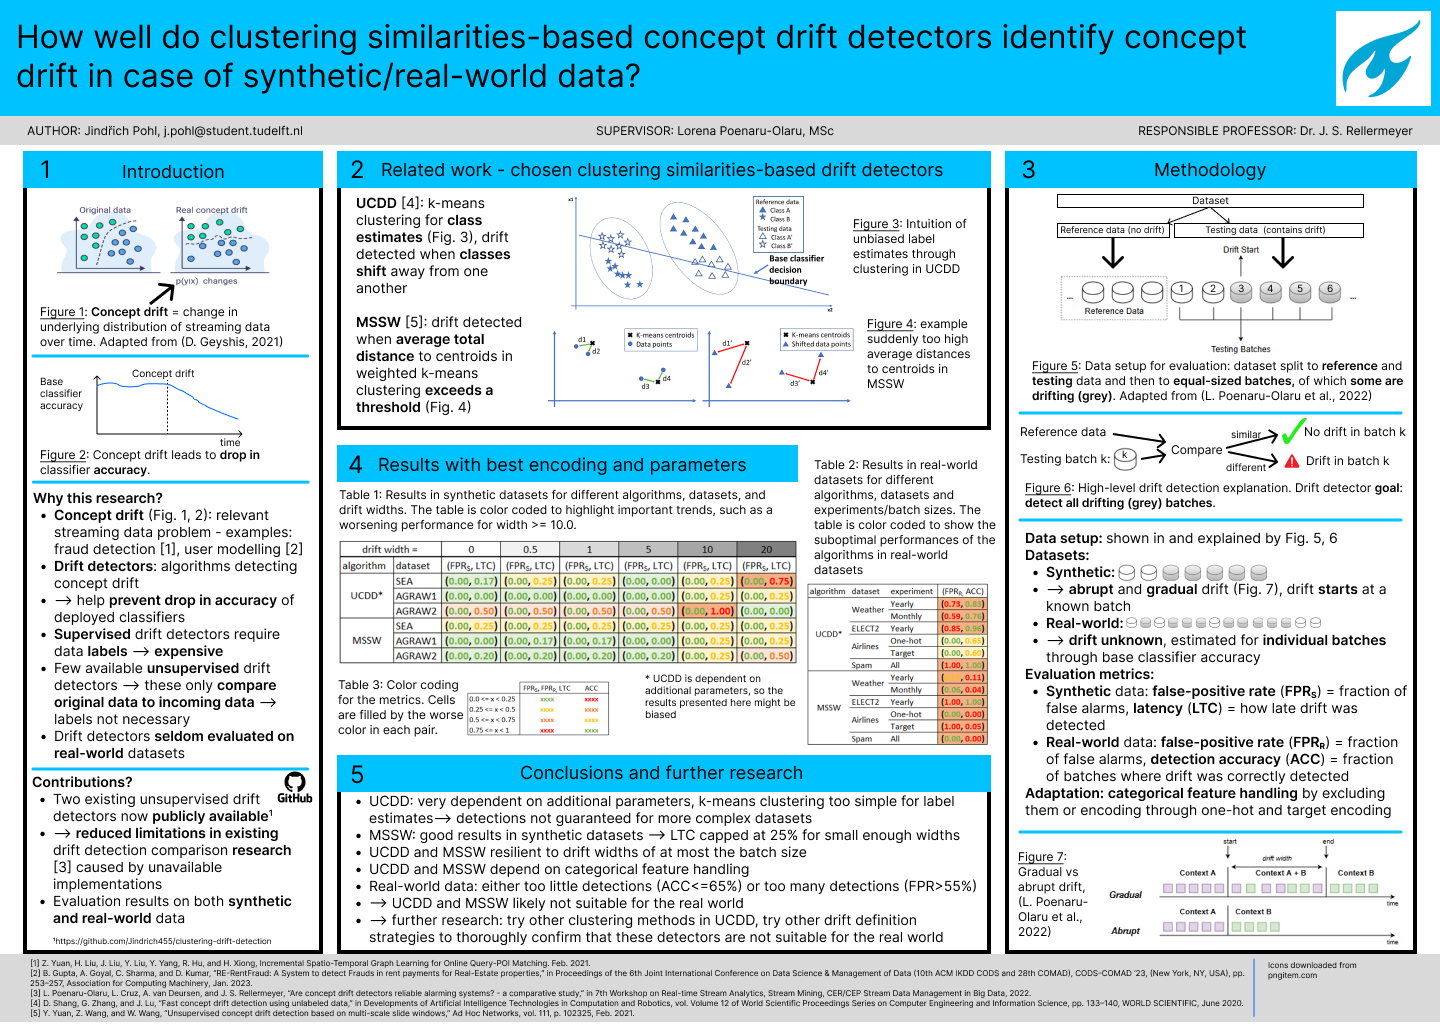 How well do clustering similarities-based concept drift detectors identify concept
drift in case of synthetic/real-world data?
AUTHOR: Jindřich Pohl, j.pohl@student.tudelft.nl
SUPERVISOR: Lorena Poenaru-Olaru, MSc
RESPONSIBLE PROFESSOR: Dr. J. S. Rellermeyer
1 Introduction
Original data
Real concept drift
p(y|x) changes
Figure 1: Concept drift = change in
underlying distribution of streaming data
over time. Adapted from (D. Geyshis, 2021)
Concept drift
Base
classifier
accuracy
time
Figure 2: Concept drift leads to drop in
classifier accuracy.
Why this research?
• Concept drift (Fig. 1, 2): relevant
streaming data problem - examples:
fraud detection [1], user modelling [2]
• Drift detectors: algorithms detecting
concept drift
• → help prevent drop in accuracy of
deployed classifiers
• Supervised drift detectors require
data labels → expensive
• Few available unsupervised drift
detectors → these only compare
original data to incoming data →
labels not necessary
• Drift detectors seldom evaluated on
real-world datasets
Contributions?
GitHub
• Two existing unsupervised drift
detectors now publicly available¹
• → reduced limitations in existing
drift detection comparison research
[3] caused by unavailable
implementations
• Evaluation results on both synthetic
and real-world data
¹https://github.com/Jindrich455/clustering-drift-detection
2 Related work - chosen clustering similarities-based drift detectors
UCDD [4]: k-means
clustering for class
estimates (Fig. 3), drift
detected when classes
shift away from one
another
x1
Reference data
Class A
Class B
Testing data
Class A'
Class B'
Base classifier
decision
boundary
x2
Figure 3: Intuition of
unbiased label
estimates through
clustering in UCDD
MSSW [5]: drift detected
when average total
distance to centroids in
weighted k-means
clustering exceeds a
threshold (Fig. 4)
K-means centroids
Data points
d1
d2
d3
d4
K-means centroids
Shifted data points
d1'
d2'
d3'
d4'
Figure 4: example
suddenly too high
average distances
to centroids in
MSSW
4 Results with best encoding and parameters
Table 1: Results in synthetic datasets for different algorithms, datasets, and
drift widths. The table is color coded to highlight important trends, such as a
worsening performance for width >= 10.0.
drift width = 0 0.5 1 5 10 20
algorithm dataset (FPRS, LTC) (FPRS, LTC) (FPRS, LTC) (FPRS, LTC) (FPRS, LTC) (FPRS, LTC)
UCDD*
SEA (0.00, 0.17) (0.00, 0.25) (0.00, 0.25) (0.00, 0.25) (0.00, 0.25) (0.00, 0.75)
AGRAW1 (0.00, 0.00) (0.00, 0.00) (0.00, 0.00) (0.00, 0.00) (0.00, 0.25) (0.00, 0.25)
AGRAW2 (0.00, 0.50) (0.00, 0.50) (0.00, 0.50) (0.00, 0.50) (0.00, 1.00) (0.00, 0.00)
MSSW
SEA (0.00, 0.25) (0.00, 0.25) (0.00, 0.25) (0.00, 0.25) (0.00, 0.25) (0.00, 0.25)
AGRAW1 (0.00, 0.00) (0.00, 0.17) (0.00, 0.17) (0.00, 0.00) (0.00, 0.25) (0.00, 0.25)
AGRAW2 (0.00, 0.20) (0.00, 0.20) (0.00, 0.20) (0.00, 0.20) (0.00, 0.25) (0.00, 0.50)
Table 3: Color coding
for the metrics. Cells
are filled by the worse
color in each pair.
FPRS, FPRR, LTC ACC
0.0 <= x < 0.25 xxxx xxxx
0.25 <= x < 0.5 xxxx xxxx
0.5 <= x < 0.75 xxxx xxxx
0.75 <= x < 1 xxxx xxxx
* UCDD is dependent on
additional parameters, so the
results presented here might be
biased
Table 2: Results in real-world
datasets for different
algorithms, datasets and
experiments/batch sizes. The
table is color coded to show the
suboptimal performances of the
algorithms in real-world
datasets
algorithm dataset experiment (FPRR, ACC)
UCDD*
Weather
Yearly (0.73, 0.83)
Monthly (0.59, 0.76)
ELECT2 Yearly (0.85, 0.96)
Airlines
One-hot (0.00, 0.65)
Target (0.00, 0.60)
Spam All (1.00, 1.00)
MSSW
Weather
Yearly 0.11)
Monthly (0.06, 0.04)
ELECT2 Yearly (1.00, 1.00)
Airlines
One-hot (0.00, 0.00)
Target (1.00, 0.05)
Spam All (0.00, 0.00)
5 Conclusions and further research
• UCDD: very dependent on additional parameters, k-means clustering too simple for label
estimates→ detections not guaranteed for more complex datasets
• MSSW: good results in synthetic datasets → LTC capped at 25% for small enough widths
• UCDD and MSSW resilient to drift widths of at most the batch size
• UCDD and MSSW depend on categorical feature handling
• Real-world data: either too little detections (ACC<=65%) or too many detections (FPR>55%)
• → UCDD and MSSW likely not suitable for the real world
• → further research: try other clustering methods in UCDD, try other drift definition
strategies to thoroughly confirm that these detectors are not suitable for the real world
3 Methodology
Dataset
Reference data (no drift)
Testing data (contains drift)
Drift Start
... 1 2 3 4 5 6 ...
Reference Data
Testing Batches
Figure 5: Data setup for evaluation: dataset split to reference and
testing data and then to equal-sized batches, of which some are
drifting (grey). Adapted from (L. Poenaru-Olaru et al., 2022)
Reference data
Testing batch k: k
Compare
similar
different
No drift in batch k
Drift in batch k
Figure 6: High-level drift detection explanation. Drift detector goal:
detect all drifting (grey) batches.
Data setup: shown in and explained by Fig. 5, 6
Datasets:
• Synthetic:
• → abrupt and gradual drift (Fig. 7), drift starts at a
known batch
• Real-world:
• → drift unknown, estimated for individual batches
through base classifier accuracy
Evaluation metrics:
• Synthetic data: false-positive rate (FPRS) = fraction of
false alarms, latency (LTC) = how late drift was
detected
• Real-world data: false-positive rate (FPRR) = fraction
of false alarms, detection accuracy (ACC) = fraction
of batches where drift was correctly detected
Adaptation: categorical feature handling by excluding
them or encoding through one-hot and target encoding
Figure 7:
Gradual vs
abrupt drift,
(L. Poenaru-
Olaru et al.,
2022)
start
end
drift width
Context A
Context A + B
Context B
Gradual
time
Context A
Context B
Abrupt
time
[1] Z. Yuan, H. Liu, J. Liu, Y. Liu, Y. Yang, R. Hu, and H. Xiong, Incremental Spatio-Temporal Graph Learning for Online Query-POI Matching. Feb. 2021.
[2] B. Gupta, A. Goyal, C. Sharma, and D. Kumar, “RE-RentFraud: A System to detect Frauds in rent payments for Real-Estate properties,” in Proceedings of the 6th Joint International Conference on Data Science & Management of Data (10th ACM IKDD CODS and 28th COMAD), CODS-COMAD ’23, (New York, NY, USA), pp.
253–257, Association for Computing Machinery, Jan. 2023.
[3] L. Poenaru-Olaru, L. Cruz, A. van Deursen, and J. S. Rellermeyer, “Are concept drift detectors reliable alarming systems? - a comparative study,” in 7th Workshop on Real-time Stream Analytics, Stream Mining, CER/CEP Stream Data Management in Big Data, 2022.
[4] D. Shang, G. Zhang, and J. Lu, “Fast concept drift detection using unlabeled data,” in Developments of Artificial Intelligence Technologies in Computation and Robotics, vol. Volume 12 of World Scientific Proceedings Series on Computer Engineering and Information Science, pp. 133–140, WORLD SCIENTIFIC, June 2020.
[5] Y. Yuan, Z. Wang, and W. Wang, “Unsupervised concept drift detection based on multi-scale slide windows,” Ad Hoc Networks, vol. 111, p. 102325, Feb. 2021.
Icons downloaded from
pngitem.com